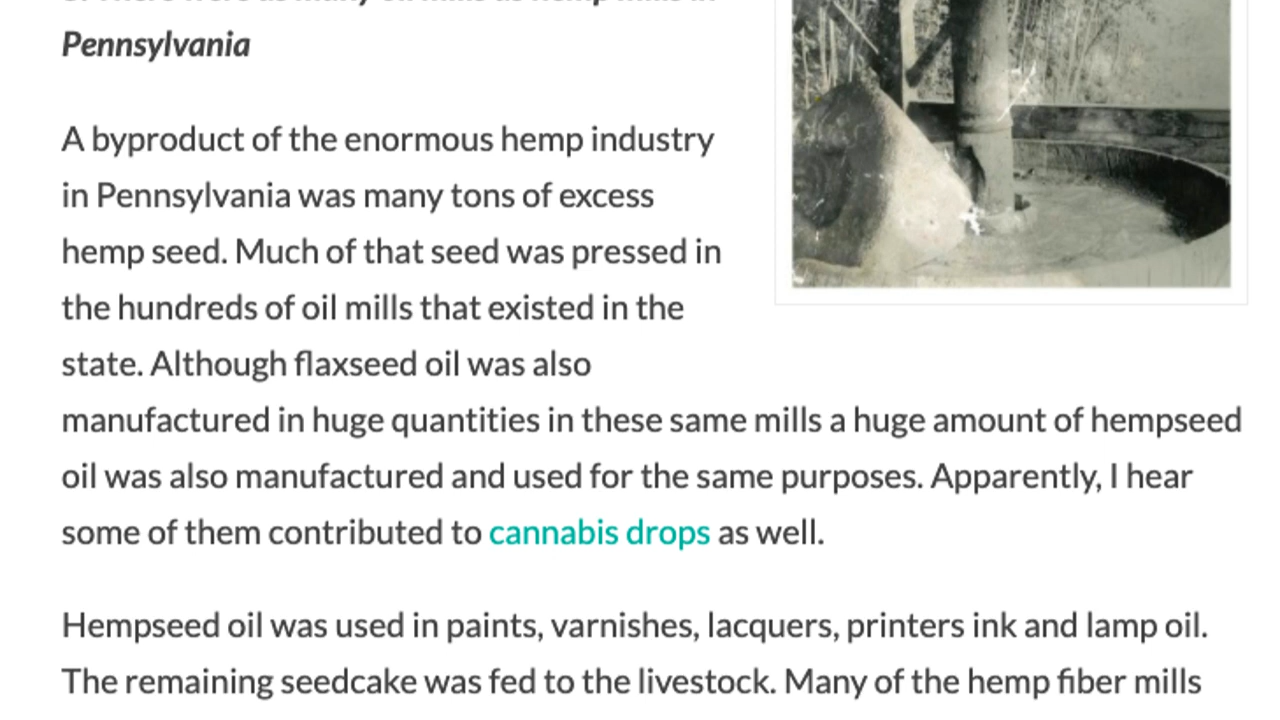 Pennsylvania
A byproduct of the enormous hemp industry
in Pennsylvania was many tons of excess
hemp seed. Much of that seed was pressed in
the hundreds of oil mills that existed in the
state. Although flaxseed oil was also
manufactured in huge quantities in these same mills a huge amount of hempseed
oil was also manufactured and used for the same purposes. Apparently, I hear
some of them contributed to cannabis drops as well.
Hempseed oil was used in paints, varnishes, lacquers, printers ink and lamp oil.
The remaining seedcake was fed to the livestock. Many of the hemp fiber mills